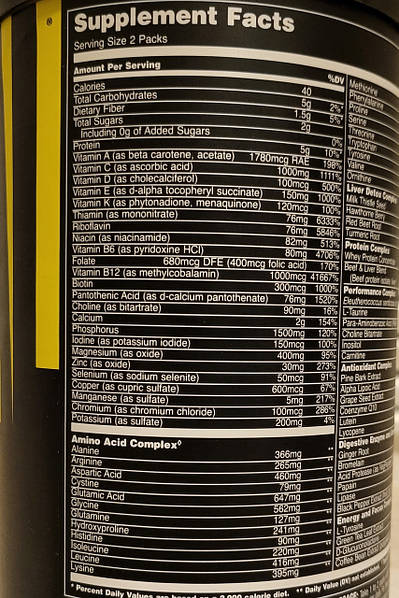 ®
Supplement Facts
Serving Size 2 Packs
Amount Per Serving %DV
Calories 40
Total Carbohydrates 5g 2%*
Dietary Fiber 1.5g 5%*
Total Sugars 2g
Including 0g of Added Sugars 0%
Protein 5g 10%*
Vitamin A (as beta carotene, acetate) 1780mcg RAE 198%
Vitamin C (as ascorbic acid) 1000mg 1111%
Vitamin D (as cholecalciferol) 100mcg 500%
Vitamin E (as d-alpha tocopheryl succinate) 150mg 1000%
Vitamin K (as phytonadione, menaquinone) 120mcg 100%
Thiamin (as mononitrate) 76mg 6333%
Riboflavin 76mg 5846%
Niacin (as niacinamide) 82mg 513%
Vitamin B6 (as pyridoxine HCl) 80mg 4706%
Folate 680mcg DFE (400mcg folic acid) 170%
Vitamin B12 (as methylcobalamin) 1000mcg 41667%
Biotin 300mcg 1000%
Pantothenic Acid (as d-calcium pantothenate) 76mg 1520%
Choline (as bitartrate) 90mg 16%
Calcium 2g 154%
Phosphorus 1500mg 120%
Iodine (as potassium iodide) 150mcg 100%
Magnesium (as oxide) 400mg 95%
Zinc (as oxide) 30mg 273%
Selenium (as sodium selenite) 50mcg 91%
Copper (as cupric sulfate) 600mcg 67%
Manganese (as sulfate) 5mg 217%
Chromium (as chromium chloride) 100mcg 286%
Potassium (as sulfate) 200mg 4%
Amino Acid Complex◊
Alanine 366mg **
Arginine 265mg **
Aspartic Acid 460mg **
Cystine 79mg **
Glutamic Acid 647mg **
Glycine 562mg **
Glutamine 127mg **
Hydroxyproline 241mg **
Histidine 90mg **
Isoleucine 220mg **
Leucine 416mg **
Lysine 395mg **
* Percent Daily Values are based on a 2,000 calorie diet. ** Daily Value (DV) not established.
Methionine
Phenylalanine
Proline
Serine
Threonine
Tryptophan
Tyrosine
Valine
Ornithine
Liver Detox Complex
Milk Thistle Seed
Hawthorne Berry
Red Beet Root
Turmeric Root
Protein Complex
Whey Protein Concentrate
Beef & Liver Blend
(Beef protein isolate
Performance Complex
Eleutherococcus
L-Taurine
Para-Aminobenzoic
Choline Bitartrate
Inositol
Carnitine
Antioxidant Complex
Pine Bark Extract
Alpha Lipoic Acid
Grape Seed Extract
Coenzyme Q10
Lutein
Lycopene
Digestive Enzyme
Ginger Root
Bromelain
Acid Protease
Papain
Lipase
Black Pepper Extract
Energy and Focus
L-Tyrosine
Green Tea Leaf
D-Glucuronolactone
Coffee Bean Extract